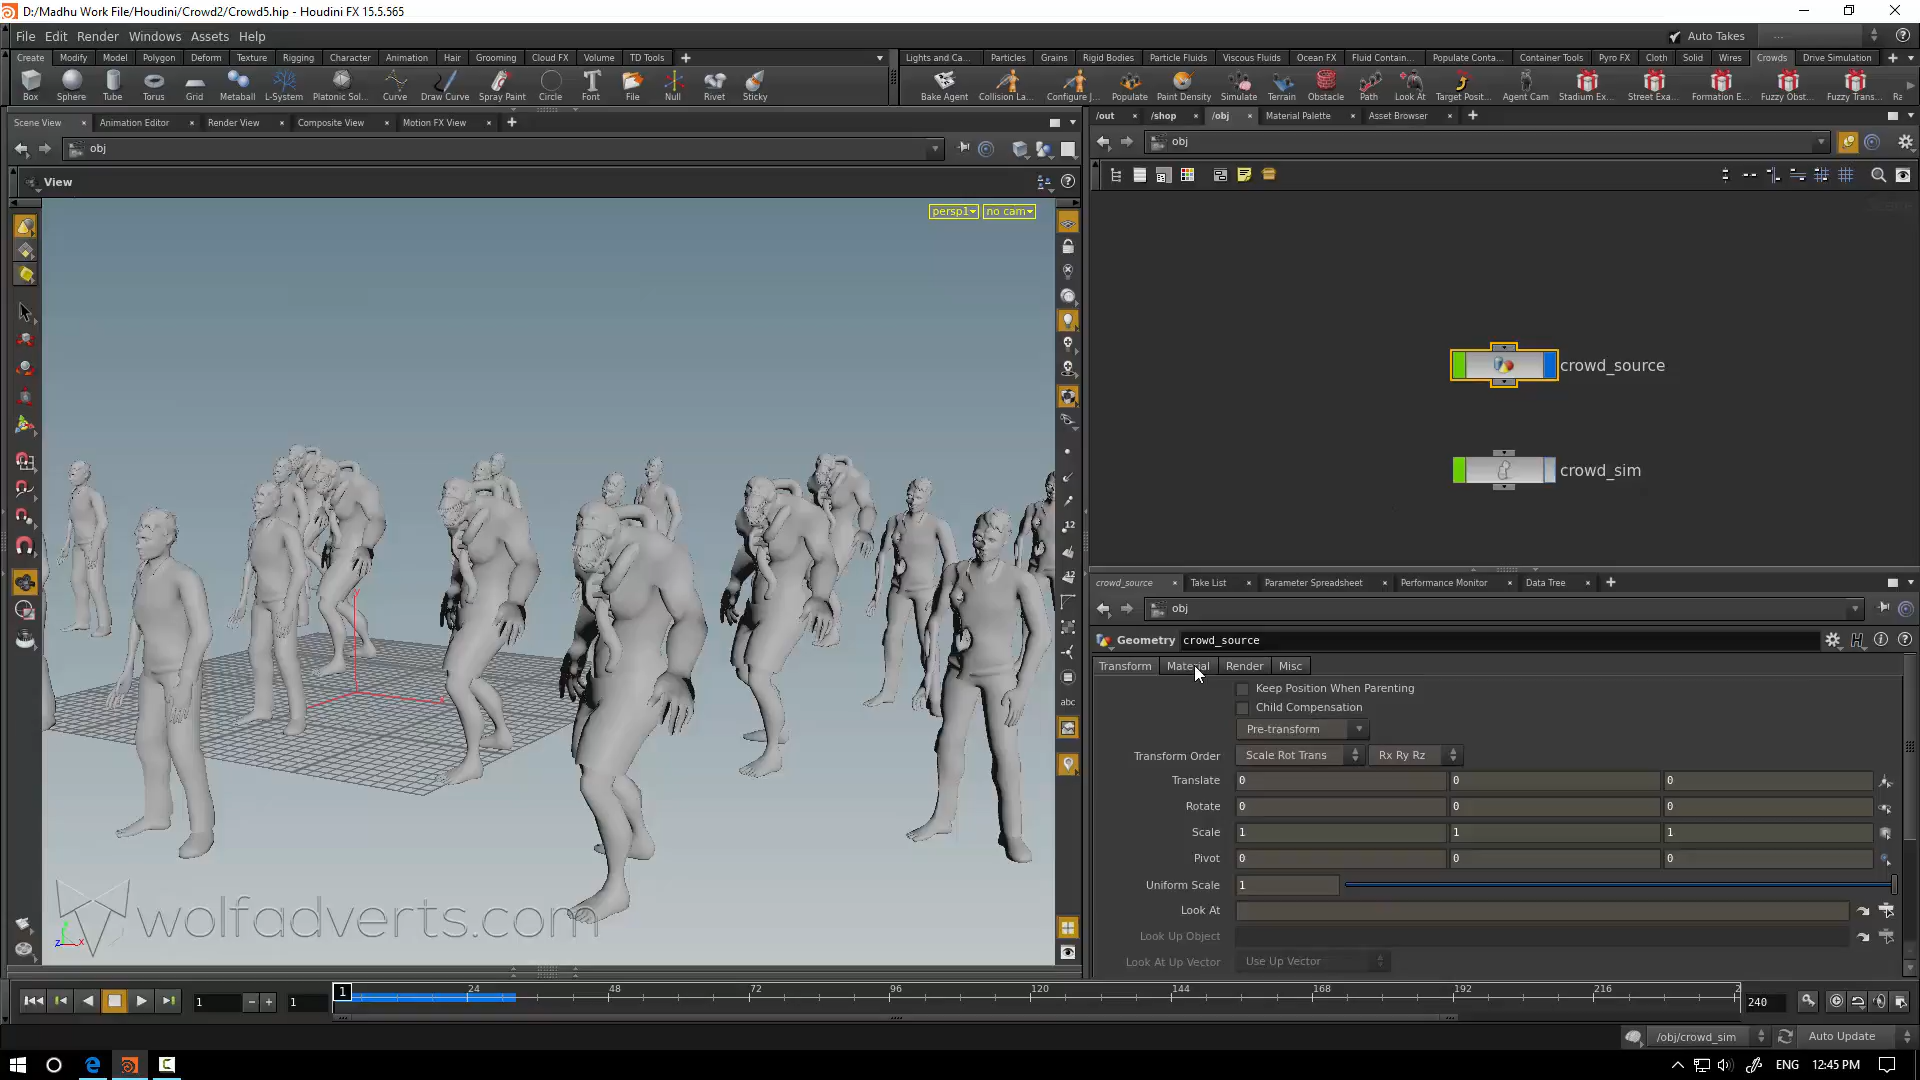 D:/Madhu Work File/Houdini/Crowd2/Crowd5.hip - Houdini FX 15.5.565
File Edit Render Windows Assets Help
Auto Takes ...
Create Modify Model Polygon Deform Texture Rigging Character Animation Hair Grooming Cloud FX Volume TD Tools
Lights and Ca... Particles Grains Rigid Bodies Particle Fluids Viscous Fluids Ocean FX Fluid Contain... Populate Conta... Container Tools Pyro FX Cloth Solid Wires Crowds Drive Simulation
Box Sphere Tube Torus Grid Metaball L-System Platonic Sol... Curve Draw Curve Spray Paint Circle Font File Null Rivet Sticky
Bake Agent Collision La... Configure J... Populate Paint Density Simulate Terrain Obstacle Path Look At Target Posit... Agent Cam Stadium Ex... Street Exa... Formation E... Fuzzy Obst... Fuzzy Trans... Ra
Scene View Animation Editor Render View Composite View Motion FX View
/out /shop /obj Material Palette Asset Browser
obj
obj
View
persp1 no cam
crowd_source
crowd_sim
12
12
abc
crowd_source Take List Parameter Spreadsheet Performance Monitor Data Tree
obj
Geometry crowd_source
Transform Material Render Misc
Keep Position When Parenting
Child Compensation
Pre-transform
Transform Order Scale Rot Trans Rx Ry Rz
Translate 0 0 0
Rotate 0 0 0
Scale 1 1 1
Pivot 0 0 0
Uniform Scale 1
Look At
Look Up Object
Look At Up Vector Use Up Vector
wolfadverts.com
y
z x
1 1 1 24 48 72 96 120 144 168 192 216 2 240
/obj/crowd_sim Auto Update
ENG 12:45 PM